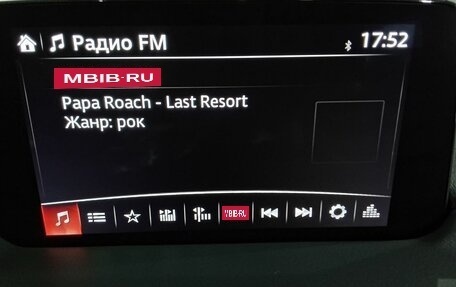 Радио FM 17:52
MBIB·RU
Papa Roach - Last Resort
Жанр: рок
MBIB·RU